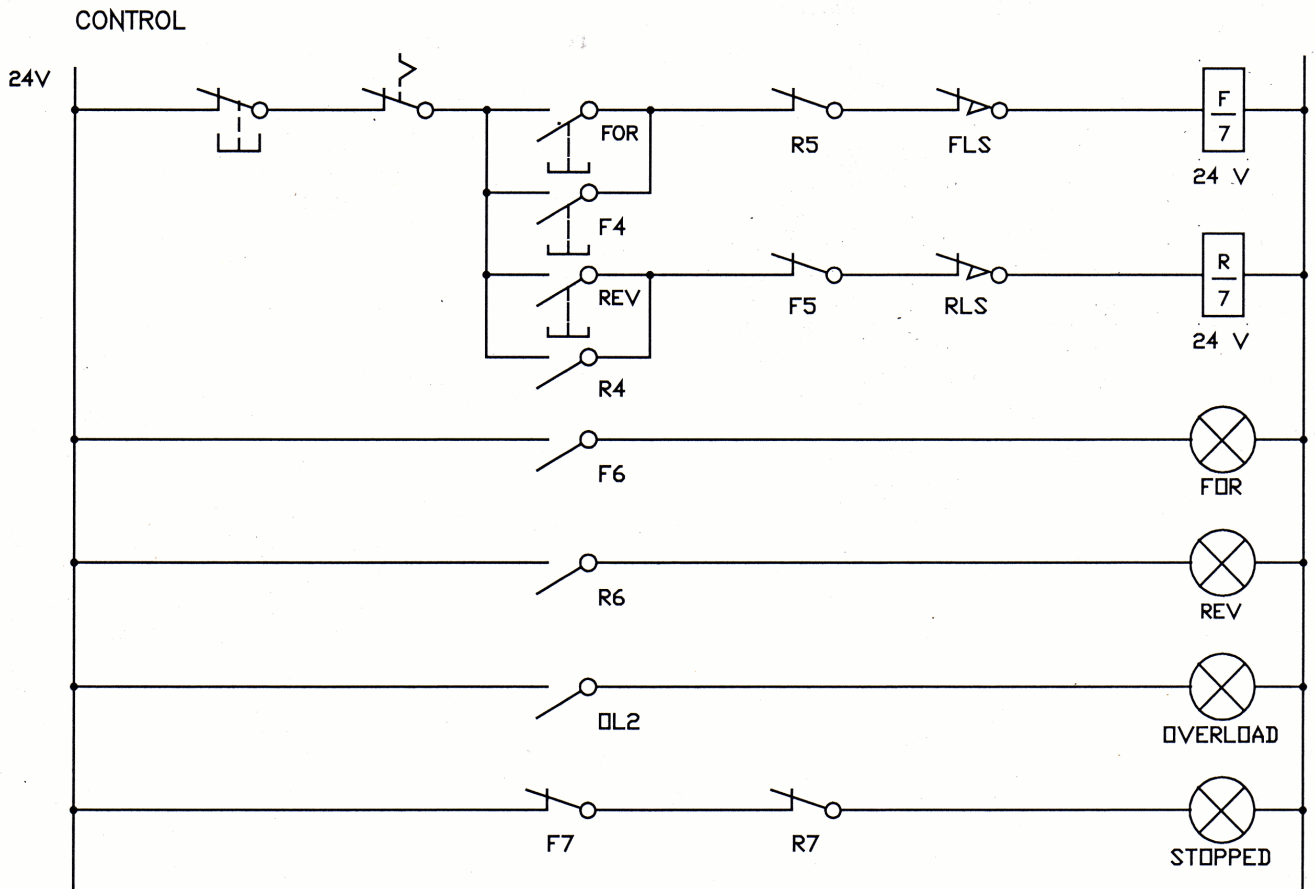 CONTROL
24V
FOR
R5
FLS
F
7
24 V
F4
REV
F5
RLS
R
7
24 V
R4
F6
FOR
R6
REV
OL2
OVERLOAD
F7
R7
STOPPED